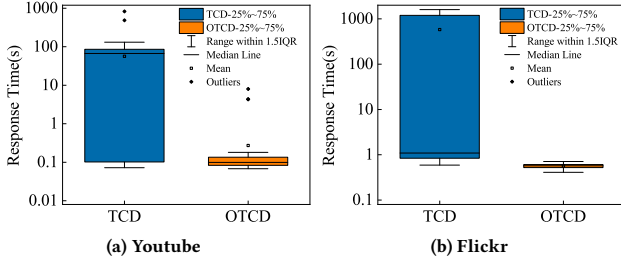 Response Time(s)
1000
100
10
1
0.1
0.01
TCD-25%~75%
OTCD-25%~75%
Range within 1.5IQR
Median Line
Mean
Outliers
TCD
OTCD
(a) Youtube
Response Time(s)
1000
100
10
1
0.1
TCD-25%~75%
OTCD-25%~75%
Range within 1.5IQR
Median Line
Mean
Outliers
TCD
OTCD
(b) Flickr